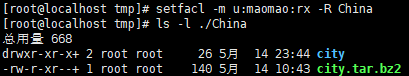 [root@localhost tmp]# setfacl -m u:maomao:rx -R China
[root@localhost tmp]# ls -l ./China
总用量 668
drwxr-xr-x+ 2 root root     26 5月  14 23:44 city
-rw-r-xr--+ 1 root root    140 5月  14 10:43 city.tar.bz2